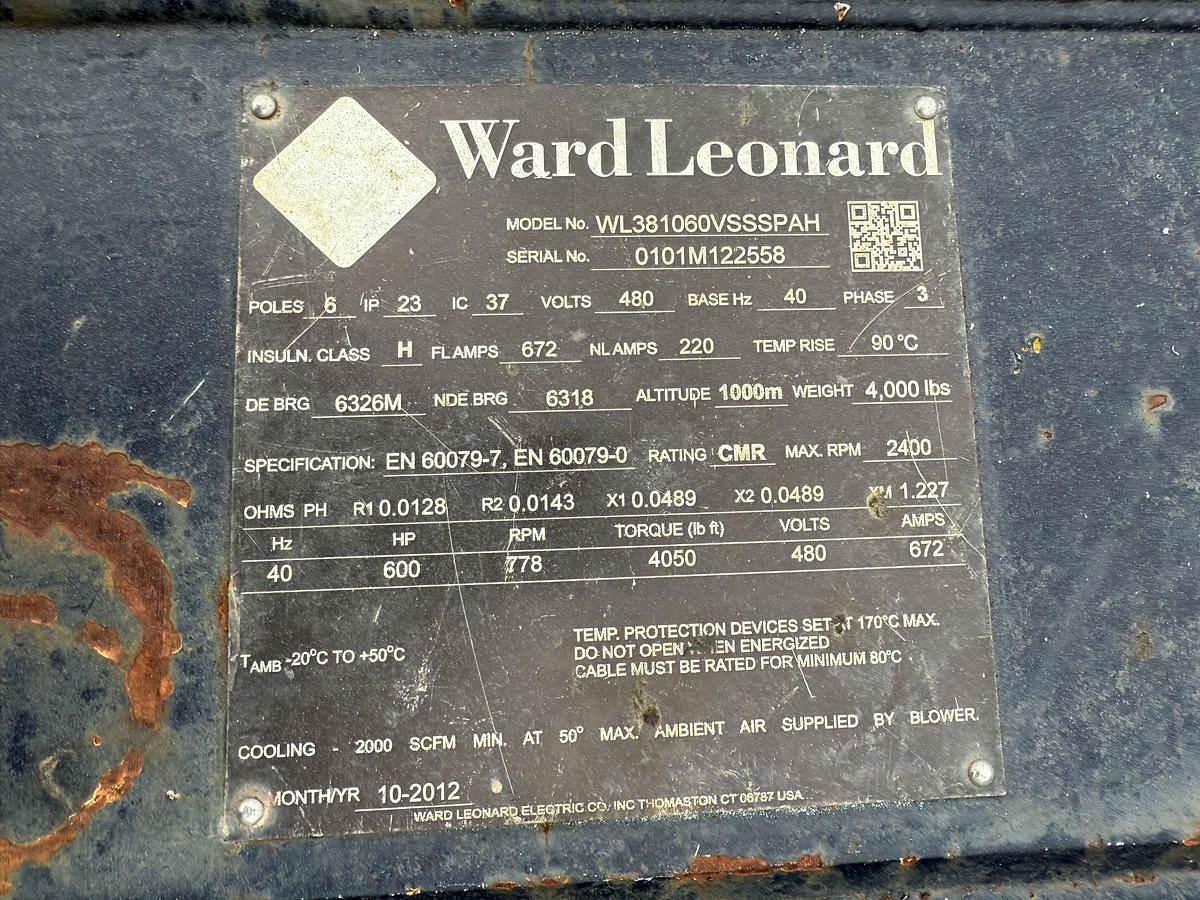 Ward Leonard
MODEL No. WL381060VSSSPAH
SERIAL No. 0101M122558
POLES 6 IP 23 IC 37 VOLTS 480 BASE Hz 40 PHASE 3
INSULN. CLASS H FL AMPS 672 NL AMPS 220 TEMP RISE 90 °C
DE BRG 6326M NDE BRG 6318 ALTITUDE 1000m WEIGHT 4,000 lbs
SPECIFICATION: EN 60079-7, EN 60079-0 RATING CMR MAX. RPM 2400
OHMS PH R1 0.0128 R2 0.0143 X1 0.0489 X2 0.0489 XM 1.227
Hz HP RPM TORQUE (lb ft) VOLTS AMPS
40 600 778 4050 480 672
TEMP. PROTECTION DEVICES SET AT 170°C MAX.
DO NOT OPEN WHEN ENERGIZED
CABLE MUST BE RATED FOR MINIMUM 80°C
TAMB -20°C TO +50°C
COOLING - 2000 SCFM MIN. AT 50° MAX. AMBIENT AIR SUPPLIED BY BLOWER.
MONTH/YR 10-2012
WARD LEONARD ELECTRIC CO. INC THOMASTON CT 06787 USA